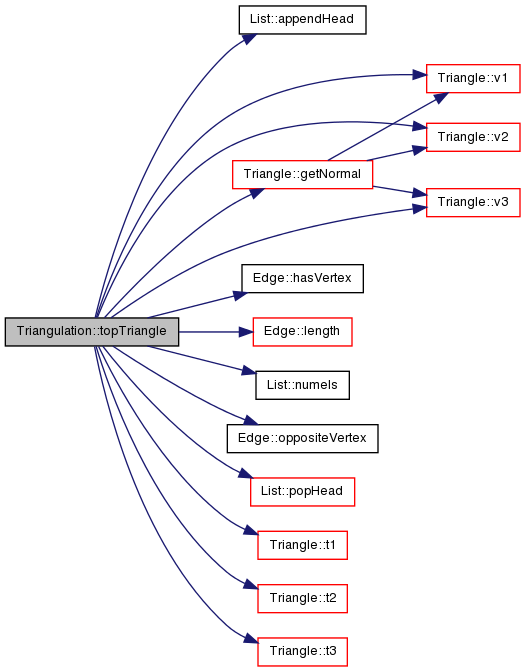 List::appendHead
Triangle::v1
Triangle::v2
Triangle::getNormal
Triangle::v3
Edge::hasVertex
Triangulation::topTriangle
Edge::length
List::numels
Edge::oppositeVertex
List::popHead
Triangle::t1
Triangle::t2
Triangle::t3